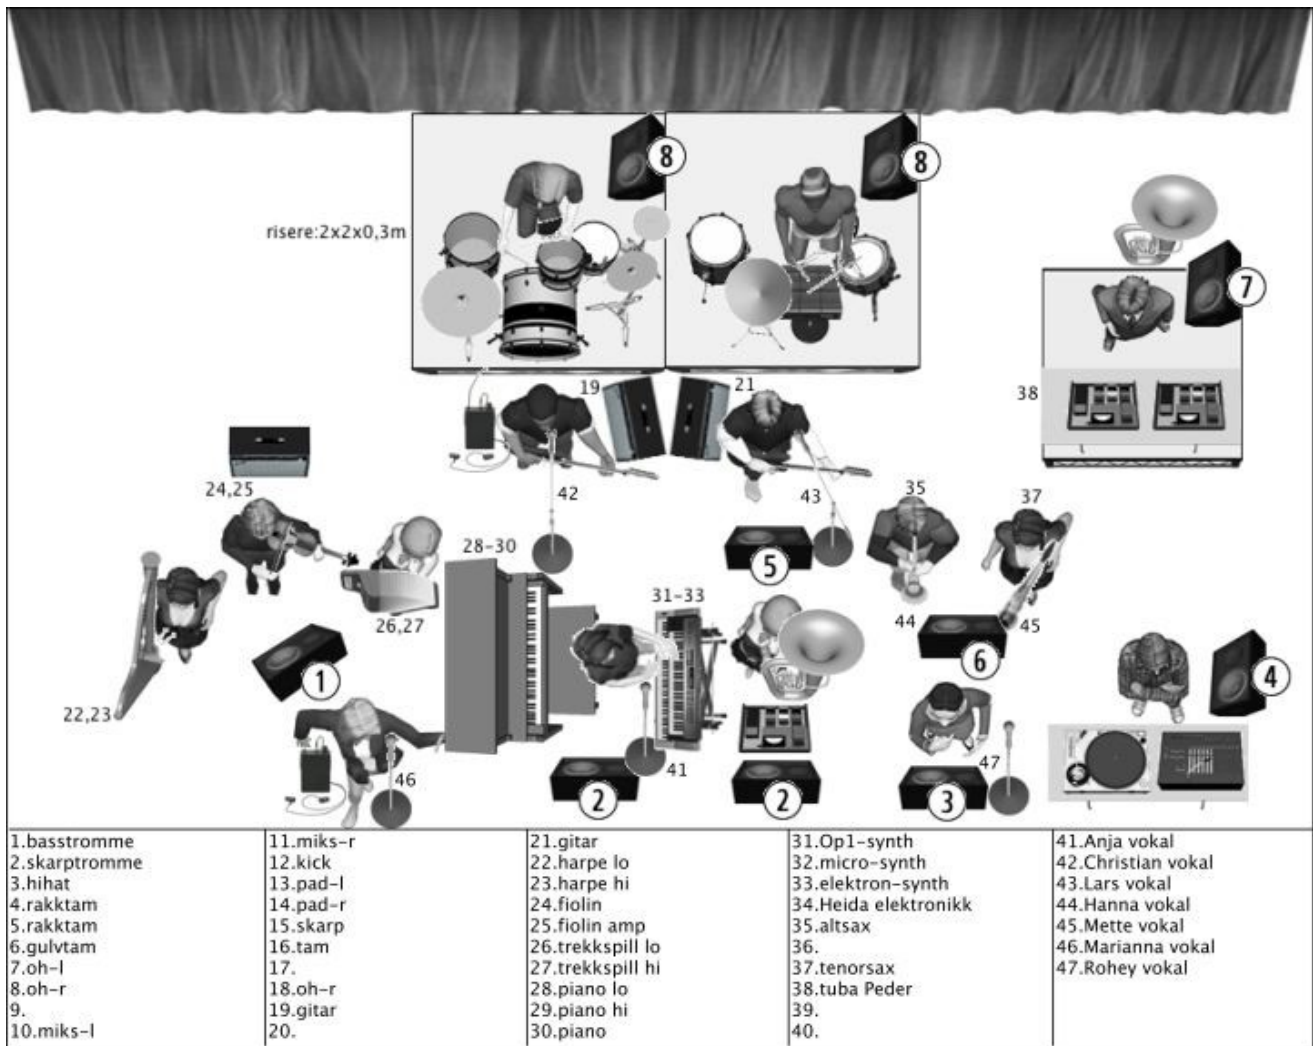 8
8
risere:2x2x0,3m
7
19
21
38
24,25
42
43
35
37
28-30
5
31-33
26,27
44
45
6
1
4
22,23
46
41
47
2
2
3
1.basstromme
2.skarptromme
3.hihat
4.rakktam
5.rakktam
6.gulvtam
7.oh-l
8.oh-r
9.
10.miks-l
11.miks-r
12.kick
13.pad-l
14.pad-r
15.skarp
16.tam
17.
18.oh-r
19.gitar
20.
21.gitar
22.harpe lo
23.harpe hi
24.fiolin
25.fiolin amp
26.trekkspill lo
27.trekkspill hi
28.piano lo
29.piano hi
30.piano
31.Op1-synth
32.micro-synth
33.elektron-synth
34.Heida elektronikk
35.altsax
36.
37.tenorsax
38.tuba Peder
39.
40.
41.Anja vokal
42.Christian vokal
43.Lars vokal
44.Hanna vokal
45.Mette vokal
46.Marianna vokal
47.Rohey vokal